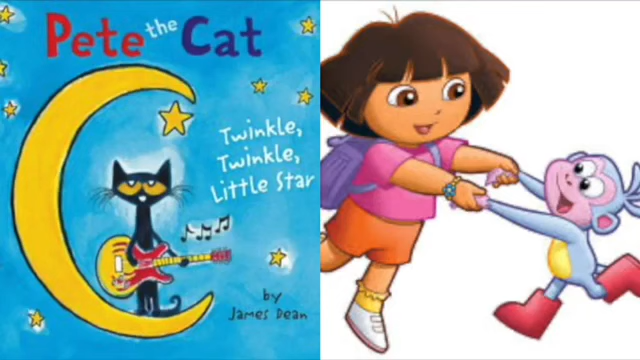 Pete the Cat
Twinkle,
Twinkle,
Little Star
by
James Dean